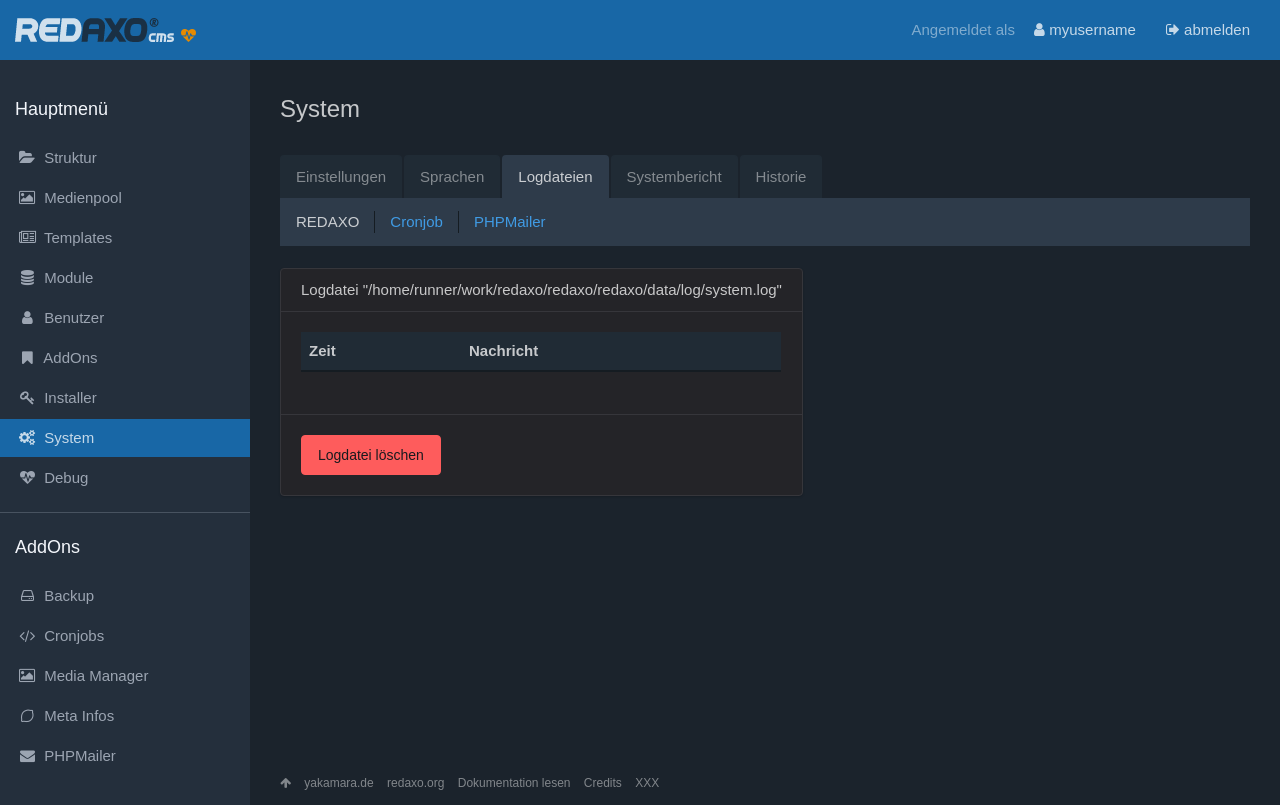 REDAXO® cms
Angemeldet als myusername abmelden
Hauptmenü
Struktur
Medienpool
Templates
Module
Benutzer
AddOns
Installer
System
Debug
AddOns
Backup
Cronjobs
Media Manager
Meta Infos
PHPMailer
System
Einstellungen Sprachen Logdateien Systembericht Historie
REDAXO Cronjob PHPMailer
Logdatei "/home/runner/work/redaxo/redaxo/redaxo/data/log/system.log"
Zeit Nachricht
Logdatei löschen
yakamara.de redaxo.org Dokumentation lesen Credits XXX